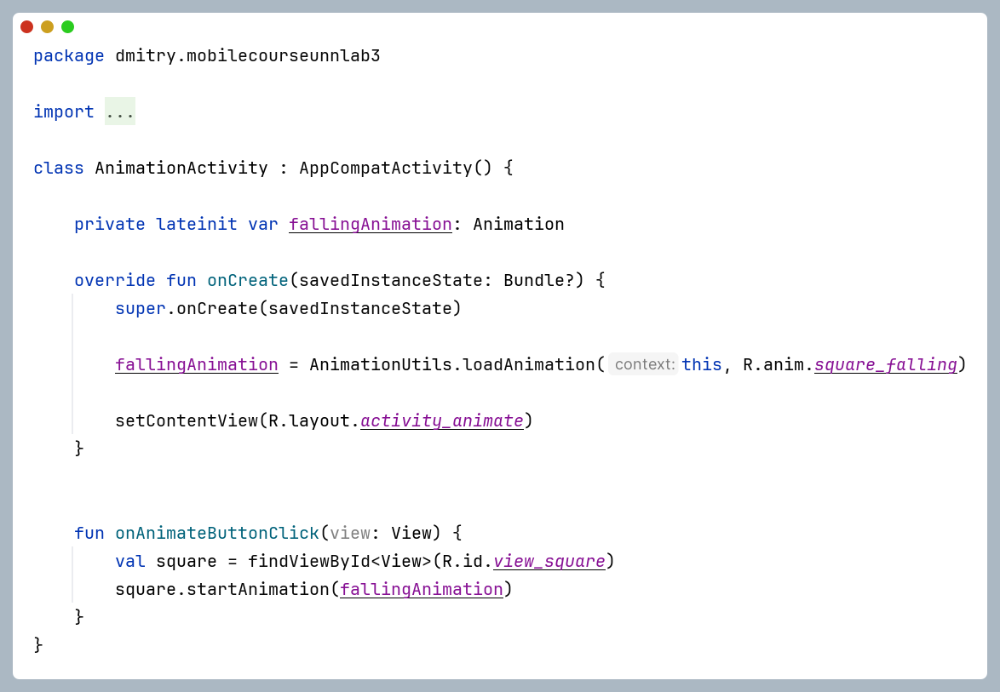 package dmitry.mobilecourseunnlab3
import ...
class AnimationActivity : AppCompatActivity() {
private lateinit var fallingAnimation: Animation
override fun onCreate(savedInstanceState: Bundle?) {
super.onCreate(savedInstanceState)
fallingAnimation = AnimationUtils.loadAnimation( context: this, R.anim.square_falling)
setContentView(R.layout.activity_animate)
}
fun onAnimateButtonClick(view: View) {
val square = findViewById<View>(R.id.view_square)
square.startAnimation(fallingAnimation)
}
}